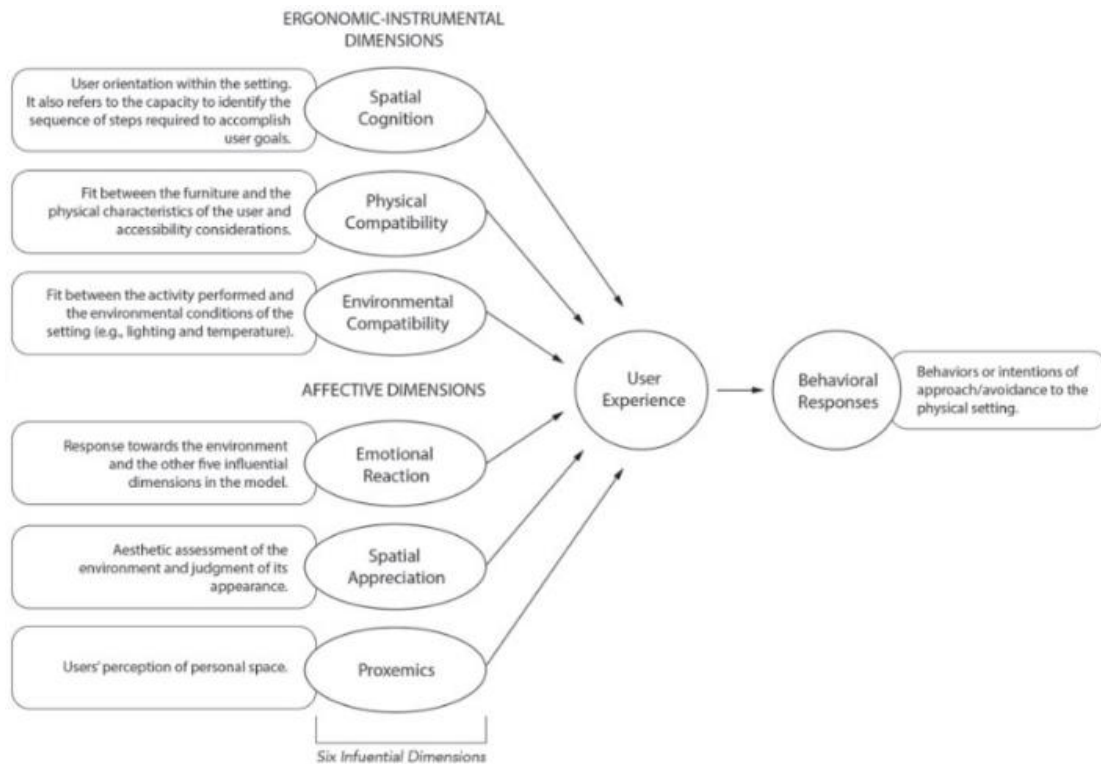 ERGONOMIC-INSTRUMENTAL
DIMENSIONS
User orientation within the setting.
It also refers to the capacity to identify the
sequence of steps required to accomplish
user goals.
Spatial
Cognition
Fit between the furniture and the
physical characteristics of the user and
accessibility considerations.
Physical
Compatibility
Fit between the activity performed and
the environmental conditions of the
setting (e.g., lighting and temperature).
Environmental
Compatibility
User
Experience
Behavioral
Responses
Behaviors or intentions of
approach/avoidance to the
physical setting.
AFFECTIVE DIMENSIONS
Response towards the environment
and the other five influential
dimensions in the model.
Emotional
Reaction
Aesthetic assessment of the
environment and judgment of its
appearance.
Spatial
Appreciation
Users' perception of personal space.
Proxemics
Six Infuential Dimensions